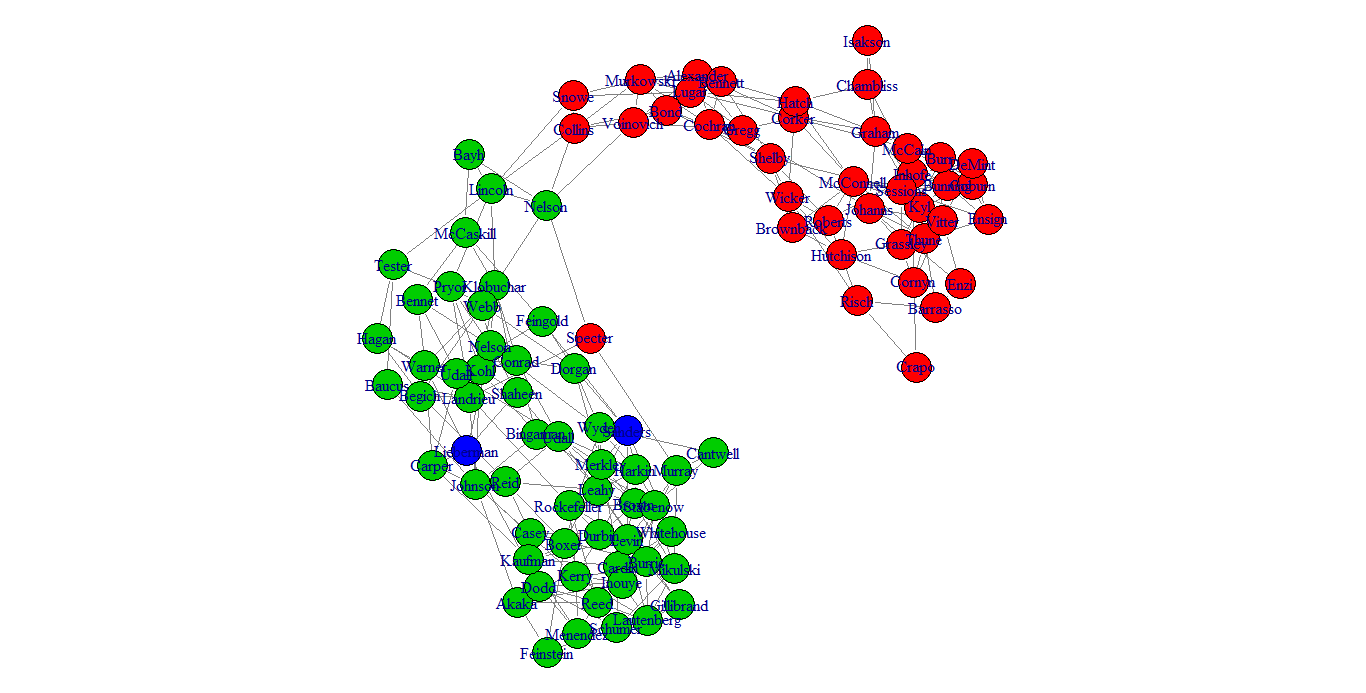 Isakson
Chambliss
Murkowski
Alexander
Bennett
Lugar
Snowe
Hatch
Bond
Corker
Collins
Voinovich
Cochran
Gregg
Graham
McCain
Burr
DeMint
Bayh
Shelby
Inhofe
McConnell
Sessions
Bunning
Coburn
Lincoln
Wicker
Nelson
Johanns
Kyl
Roberts
Vitter
Ensign
Brownback
McCaskill
Thune
Grassley
Hutchison
Tester
Cornyn
Enzi
Pryor
Klobuchar
Bennet
Webb
Risch
Barrasso
Feingold
Hagan
Specter
Nelson
Conrad
Warner
Kohl
Dorgan
Crapo
Udall
Baucus
Begich
Landrieu
Shaheen
Wyden
Sanders
Bingaman
Udall
Lieberman
Cantwell
Carper
Merkley
Harkin
Murray
Johnson
Reid
Leahy
Rockefeller
Brown
Stabenow
Casey
Durbin
Levin
Whitehouse
Boxer
Kaufman
Cardin
Burris
Mikulski
Kerry
Inouye
Dodd
Akaka
Reed
Gillibrand
Lautenberg
Schumer
Menendez
Feinstein